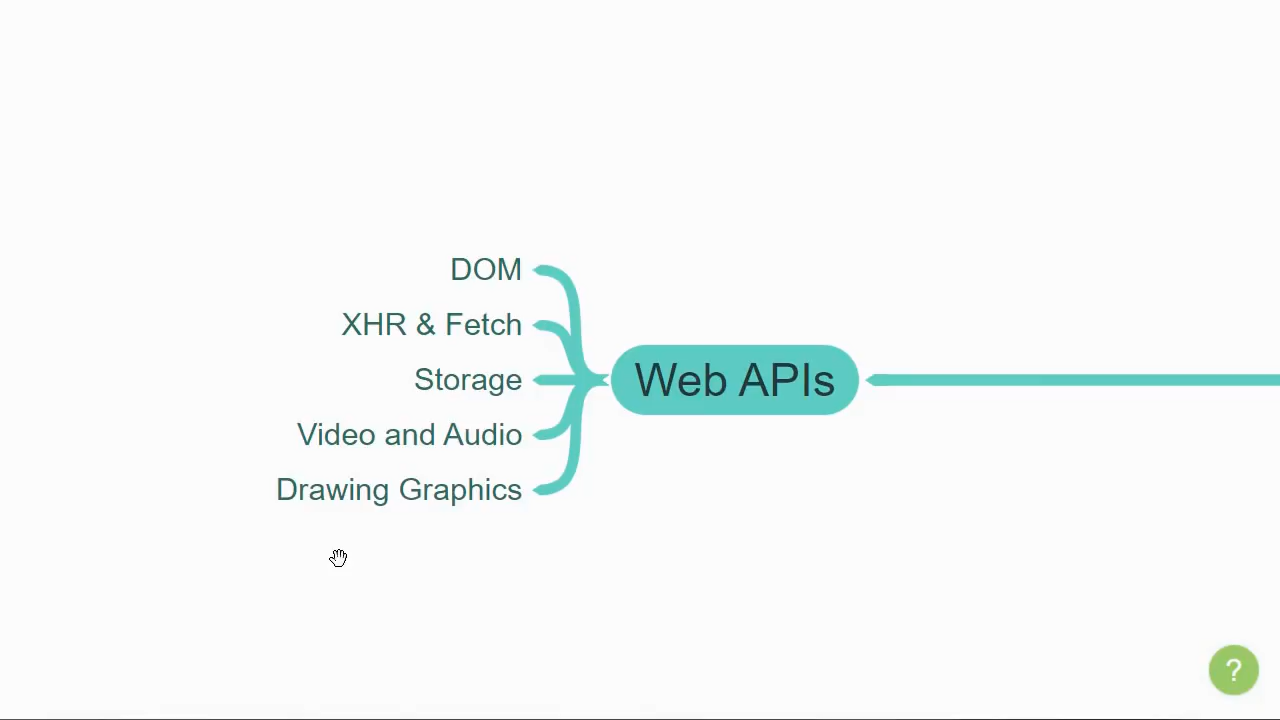 DOM
XHR & Fetch
Storage
Video and Audio
Drawing Graphics
Web APIs
?